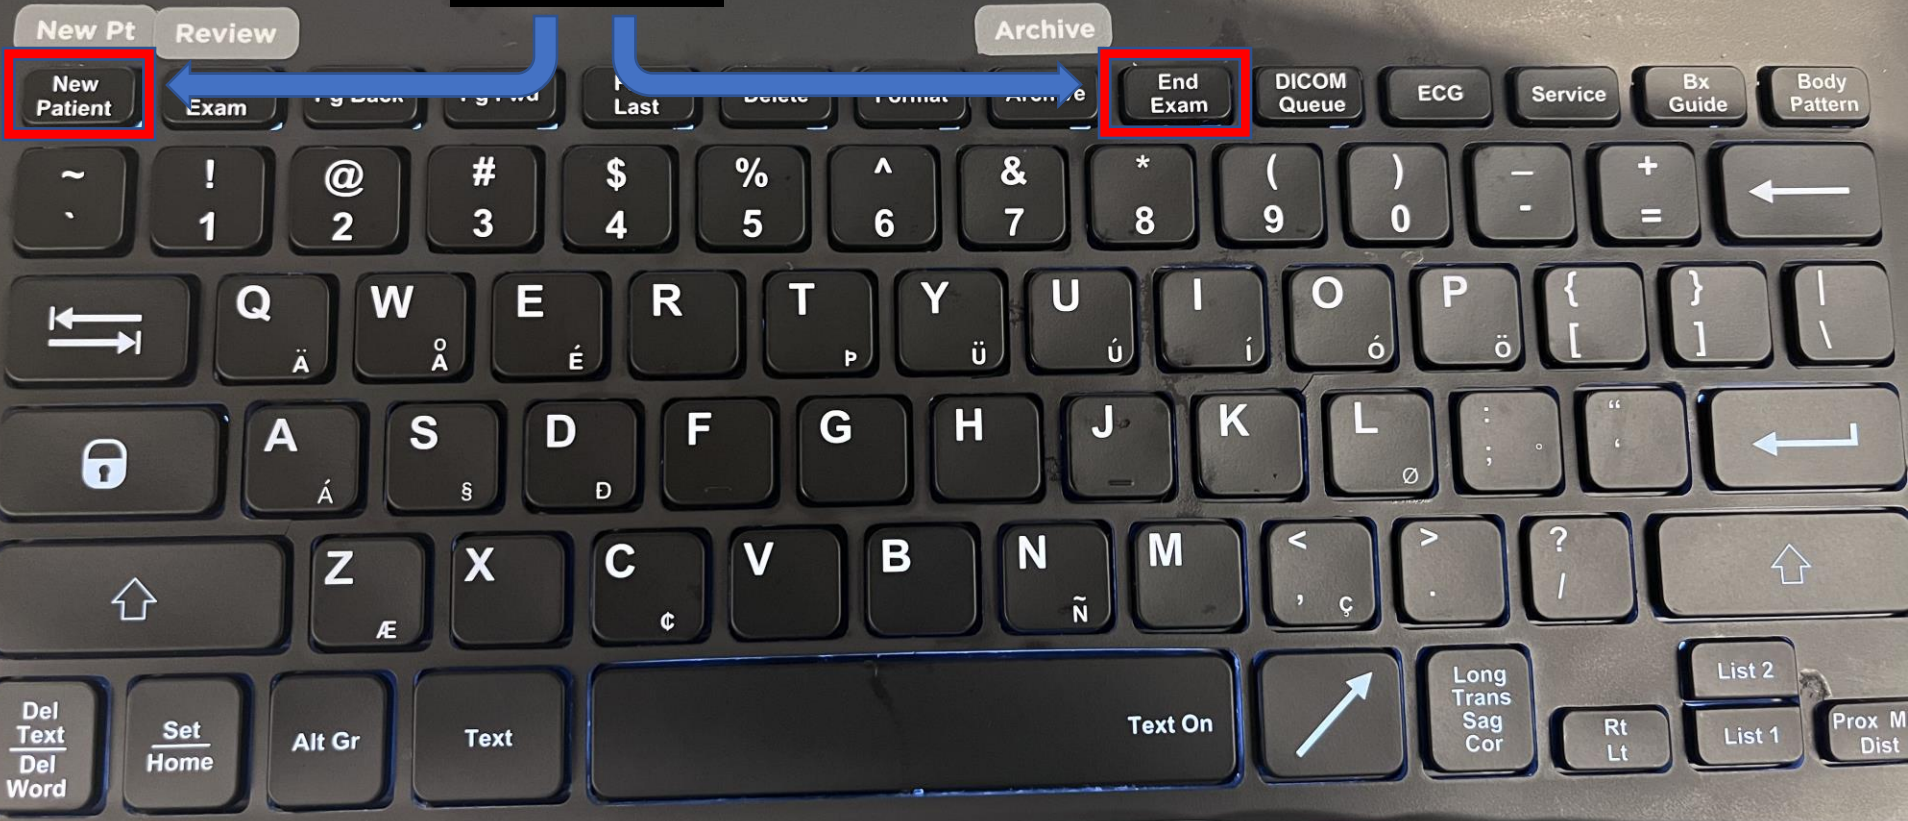 New Pt Review Archive
New
Patient
Exam
Last
End
Exam
DICOM
Queue
ECG
Service
Bx
Guide
Body
Pattern
~ ! @ # $ % ^ & * ( ) _ +
` 1 2 3 4 5 6 7 8 9 0 - =
Q W E R T Y U I O P { } |
Ä Å É Þ Ü Ú Í Ó Ö [ ] \
A S D F G H J K L : “
Á § Ð Ø ; ‘
Z X C V B N M < > ?
Æ ¢ Ñ , Ç . /
Del
Text
Del
Word
Set
Home
Alt Gr
Text
Text On
Long
Trans
Sag
Cor
Rt
Lt
List 2
List 1
Prox M
Dist